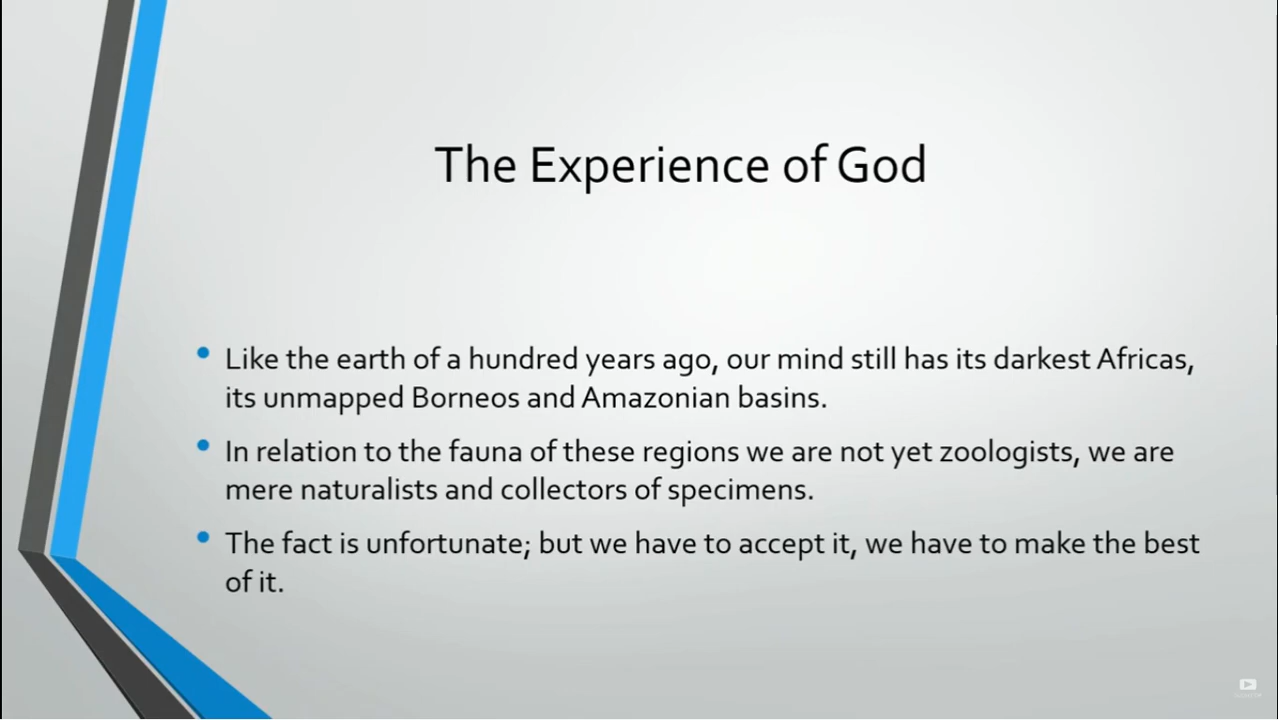 The Experience of God
Like the earth of a hundred years ago, our mind still has its darkest Africas,
its unmapped Borneos and Amazonian basins.
In relation to the fauna of these regions we are not yet zoologists, we are
mere naturalists and collectors of specimens.
The fact is unfortunate; but we have to accept it, we have to make the best
of it.